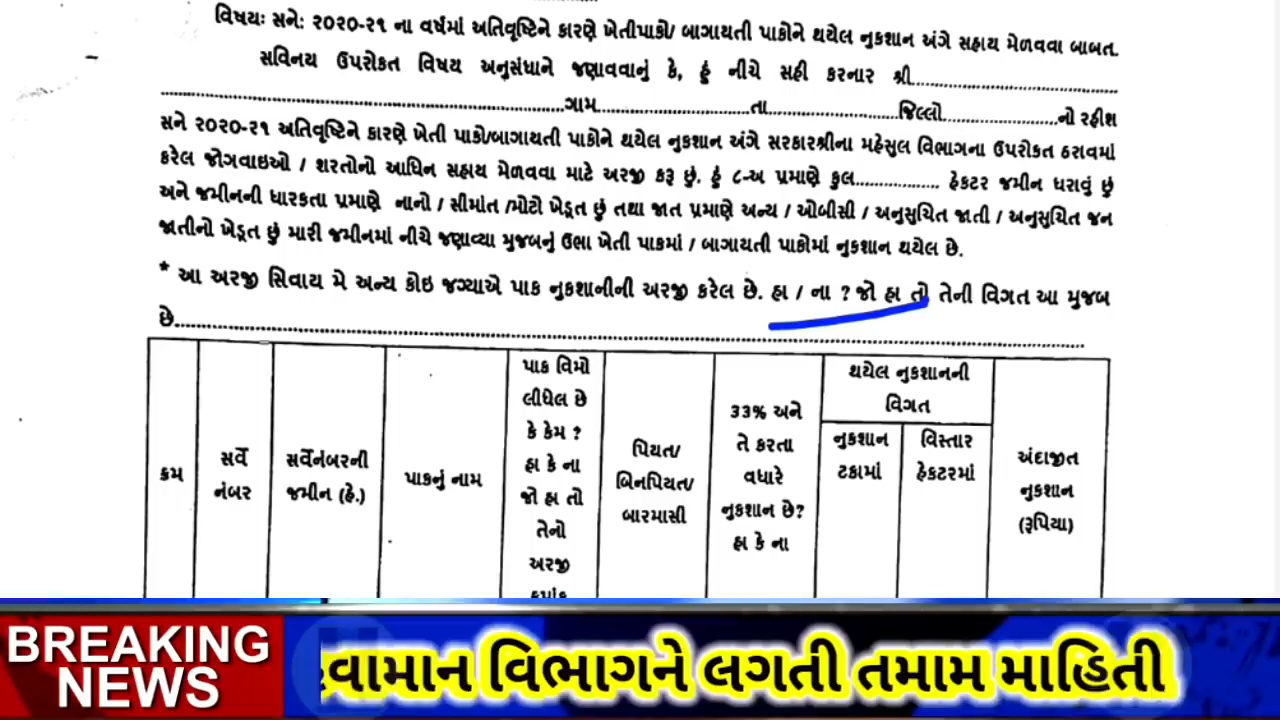 વિષયઃ સને: ૨૦૨૦-૨૧ ના વર્ષમાં અતિવૃષ્ટિને કારણે ખેતીપાકો/ બાગાયતી પાકોને થયેલ નુકશાન અંગે સહાય મેળવવા બાબત.
સવિનય ઉપરોકત વિષય અનુસંધાને જણાવવાનું કે, હું નીચે સહી કરનાર શ્રી
ગામ તા જિલ્લો નો રહીશ
સને ૨૦૨૦-૨૧ અતિવૃષ્ટિને કારણે ખેતી પાકો/બાગાયતી પાકોને થયેલ નુકશાન અંગે સરકારશ્રીના મહેસુલ વિભાગના ઉપરોકત ઠરાવમાં
કરેલ જોગવાઇઓ / શરતોનો આધિન સહાય મેળવવા માટે અરજી કરૂ છું. હું ૮-અ પ્રમાણે કુલ................ હેકટર જમીન ધરાવું છું
અને જમીનની ધારકતા પ્રમાણે નાનો / સીમાંત /મોટો ખેડૂત છું તથા જાત પ્રમાણે અન્ય / ઓબીસી / અનુસુચિત જાતી / અનુસુચિત જન
જાતીનો ખેડૂત છું મારી જમીનમાં નીચે જણાવ્યા મુજબનું ઉભા ખેતી પાકમાં / બાગાયતી પાકોમાં નુકશાન થયેલ છે.
* આ અરજી સિવાય મે અન્ય કોઇ જગ્યાએ પાક નુકશાનીની અરજી કરેલ છે. હા / ના ? જો હા તો તેની વિગત આ મુજબ
છે
ક્રમ
સર્વે
નંબર
સર્વેનંબરની
જમીન (હે.)
પાકનું નામ
પાક વિમો
લીધેલ છે
કે કેમ ?
હા કે ના
જો હા તો
તેનો
અરજી
પિયત/
બિનપિયત/
બારમાસી
33% અને
તે કરતા
વધારે
નુકશાન છે?
હા કે ના
થયેલ નુકશાનની
વિગત
નુકશાન
ટકામાં
વિસ્તાર
હેકટરમાં
અંદાજીત
નુકશાન
(રૂપિયા)
BREAKING
NEWS
હવામાન વિભાગને લગતી તમામ માહિતી